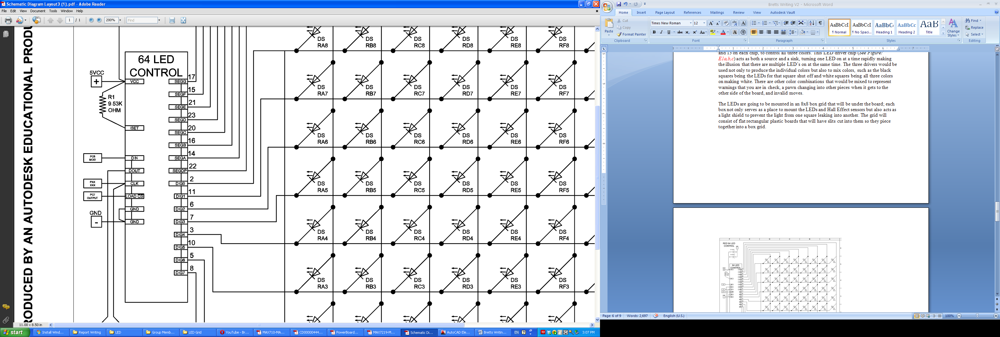 Schematic Diagram Layout3 (1).pdf - Adobe Reader
File Edit View Document Tools Window Help
1 / 1 200% Find
RODUCED BY AN AUTODESK EDUCATIONAL PRODU
64 LED
CONTROL
5VCC
+
VCC
R1
9.53K
OHM
ISET
PC6
MOSI
DIN
DOUT
PXX
XXX
CLK
PC7
OUTPUT
LOAD CS
GND
GND
-
GND
SEGG 17
SEGF 15
SEGE 21
SEGD 23
SEGC 20
SEGB 16
SEGA 14
SEGDP 22
DIG0 2
DIG1 11
DIG2 6
DIG3 7
DIG4 3
DIG5 10
DIG6 5
DIG7 8
DS DS DS DS DS DS
RA8 RB8 RC8 RD8 RE8 RF8
DS DS DS DS DS DS
RA7 RB7 RC7 RD7 RE7 RF7
DS DS DS DS DS DS
RA6 RB6 RC6 RD6 RE6 RF6
DS DS DS DS DS DS
RA5 RB5 RC5 RD5 RE5 RF5
DS DS DS DS DS DS
RA4 RB4 RC4 RD4 RE4 RF4
DS DS DS DS DS DS
RA3 RB3 RC3 RD3 RE3 RF3
11.00 x 8.50 in
Bretts Writing V2 - Microsoft Word
Home Insert Page Layout References Mailings Review View Autodesk Vault
Paste
Cut
Copy
Format Painter
Clipboard
Times New Roman 12
Font
Paragraph
AaBbCcI AaBbCcI AaBbC AaBbCc AaB
¶ Normal ¶ No Spaci... Heading 1 Heading 2 Title
Change
Styles
Styles
Find
Replace
Select
Editing
and 13 on each chip, to control all three colors. This LED driver chip (See Figure:
E1a,b,c) acts as both a source and a sink, turning one LED on at a time rapidly making
the illusion that there are multiple LED's on at the same time. The three drivers would be
used not only to produce the individual colors but also to mix colors, such as the black
squares being the LEDs for that square shut off and white squares being all three colors
on making white. There are other color combinations that would be mixed to represent
warnings that you are in check, a pawn changing into other pieces when it gets to the
other side of the board, and invalid moves.
The LEDs are going to be mounted in an 8x8 box grid that will be under the board; each
box not only serves as a place to mount the LEDs and Hall Effect sensors but also acts as
a light shield to prevent the light from one square leaking into another. The grid will
consist of flat rectangular plastic boards that will have slits cut into them so they piece
together into a box grid.
RED 64 LED
CONTROL
64 LED
CONTROL
Page: 6 of 9 Words: 2,697 English (U.S.) 100%
start Install Wind... Report Writing LED Group Memb... LED Grid YouTube - Br... MAX710-MA... CD00000444... PowerBoard... MAX7219-M... Schematic Di... AutoCAD Ele... Bretts Writin... EN 3:07 PM